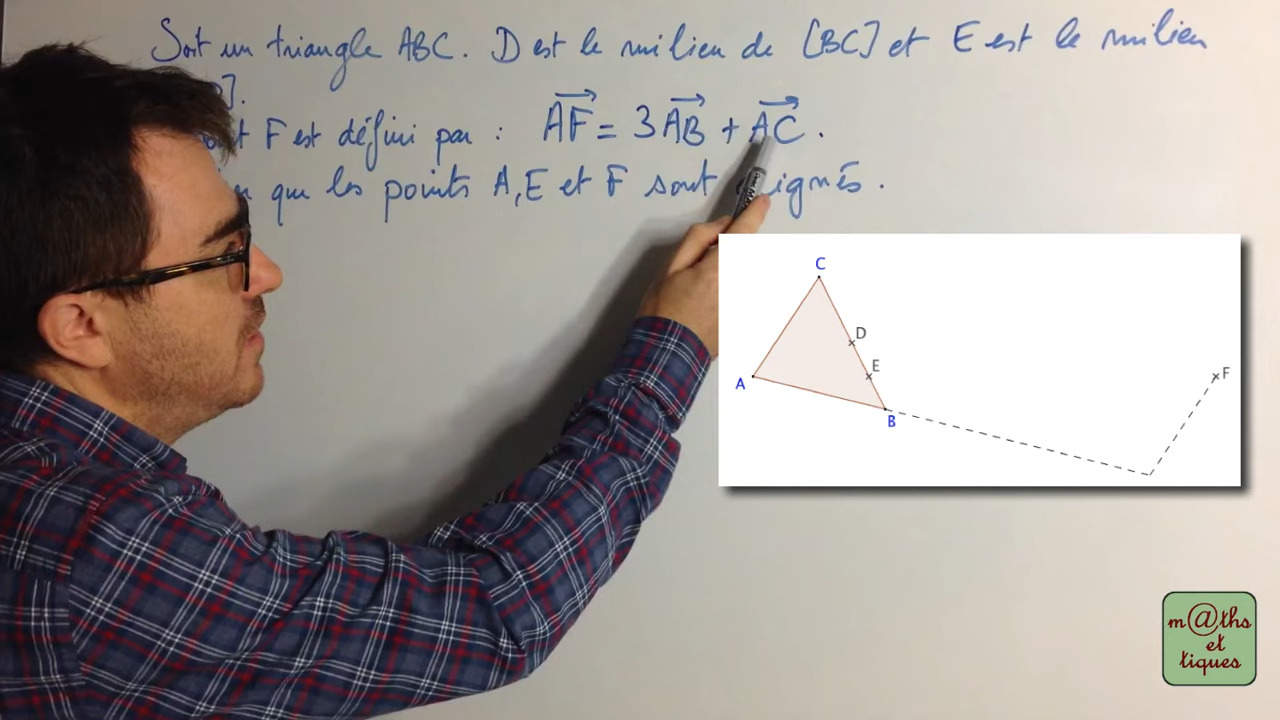 Soit un triangle ABC. D est le milieu de [BC] et E est le milieu
].
F est défini par : AF = 3AB + AC.
que les points A, E et F sont alignés.
C
D
E
A
B
F
m@ths
et
tiques